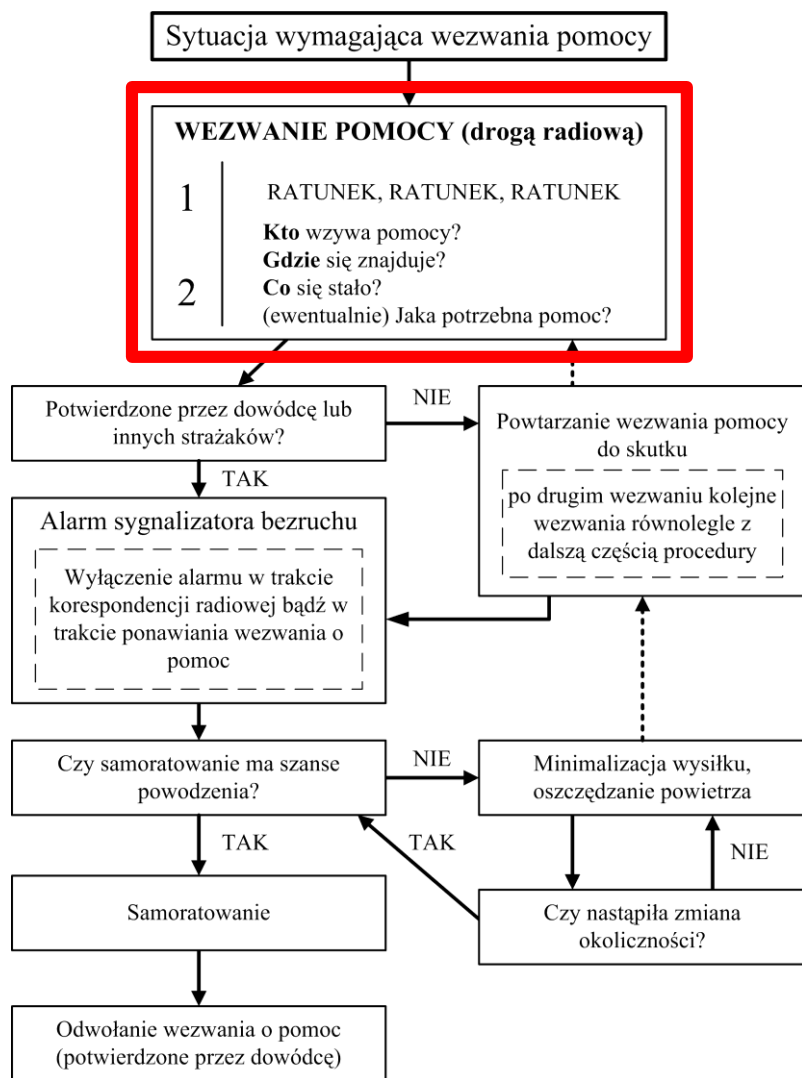 Sytuacja wymagająca wezwania pomocy
WEZWANIE POMOCY (drogą radiową)
1
RATUNEK, RATUNEK, RATUNEK
2
Kto wzywa pomocy?
Gdzie się znajduje?
Co się stało?
(ewentualnie) Jaka potrzebna pomoc?
Potwierdzone przez dowódcę lub
innych strażaków?
NIE
TAK
Powtarzanie wezwania pomocy
do skutku
po drugim wezwaniu kolejne
wezwania równolegle z
dalszą częścią procedury
Alarm sygnalizatora bezruchu
Wyłączenie alarmu w trakcie
korespondencji radiowej bądź w
trakcie ponawiania wezwania o
pomoc
Czy samoratowanie ma szanse
powodzenia?
NIE
TAK
Minimalizacja wysiłku,
oszczędzanie powietrza
TAK
NIE
Samoratowanie
Czy nastąpiła zmiana
okoliczności?
Odwołanie wezwania o pomoc
(potwierdzone przez dowódcę)